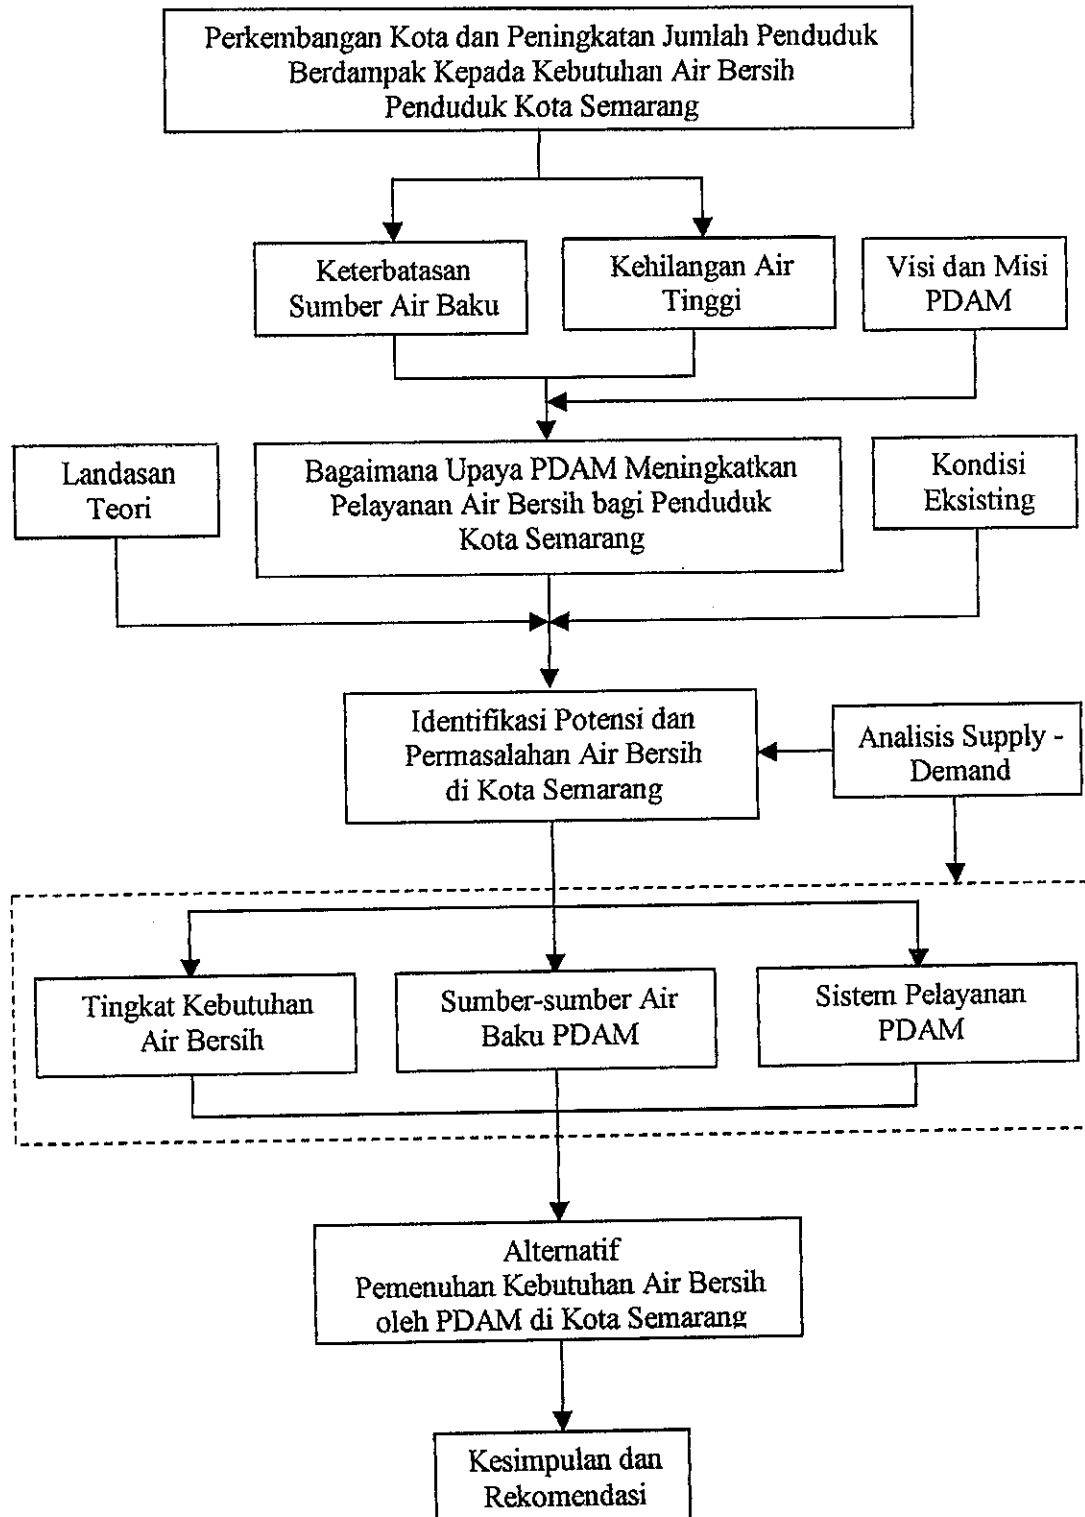 Perkembangan Kota dan Peningkatan Jumlah Penduduk
Berdampak Kepada Kebutuhan Air Bersih
Penduduk Kota Semarang
Keterbatasan
Sumber Air Baku
Kehilangan Air
Tinggi
Visi dan Misi
PDAM
Landasan
Teori
Bagaimana Upaya PDAM Meningkatkan
Pelayanan Air Bersih bagi Penduduk
Kota Semarang
Kondisi
Eksisting
Identifikasi Potensi dan
Permasalahan Air Bersih
di Kota Semarang
Analisis Supply -
Demand
Tingkat Kebutuhan
Air Bersih
Sumber-sumber Air
Baku PDAM
Sistem Pelayanan
PDAM
Alternatif
Pemenuhan Kebutuhan Air Bersih
oleh PDAM di Kota Semarang
Kesimpulan dan
Rekomendasi